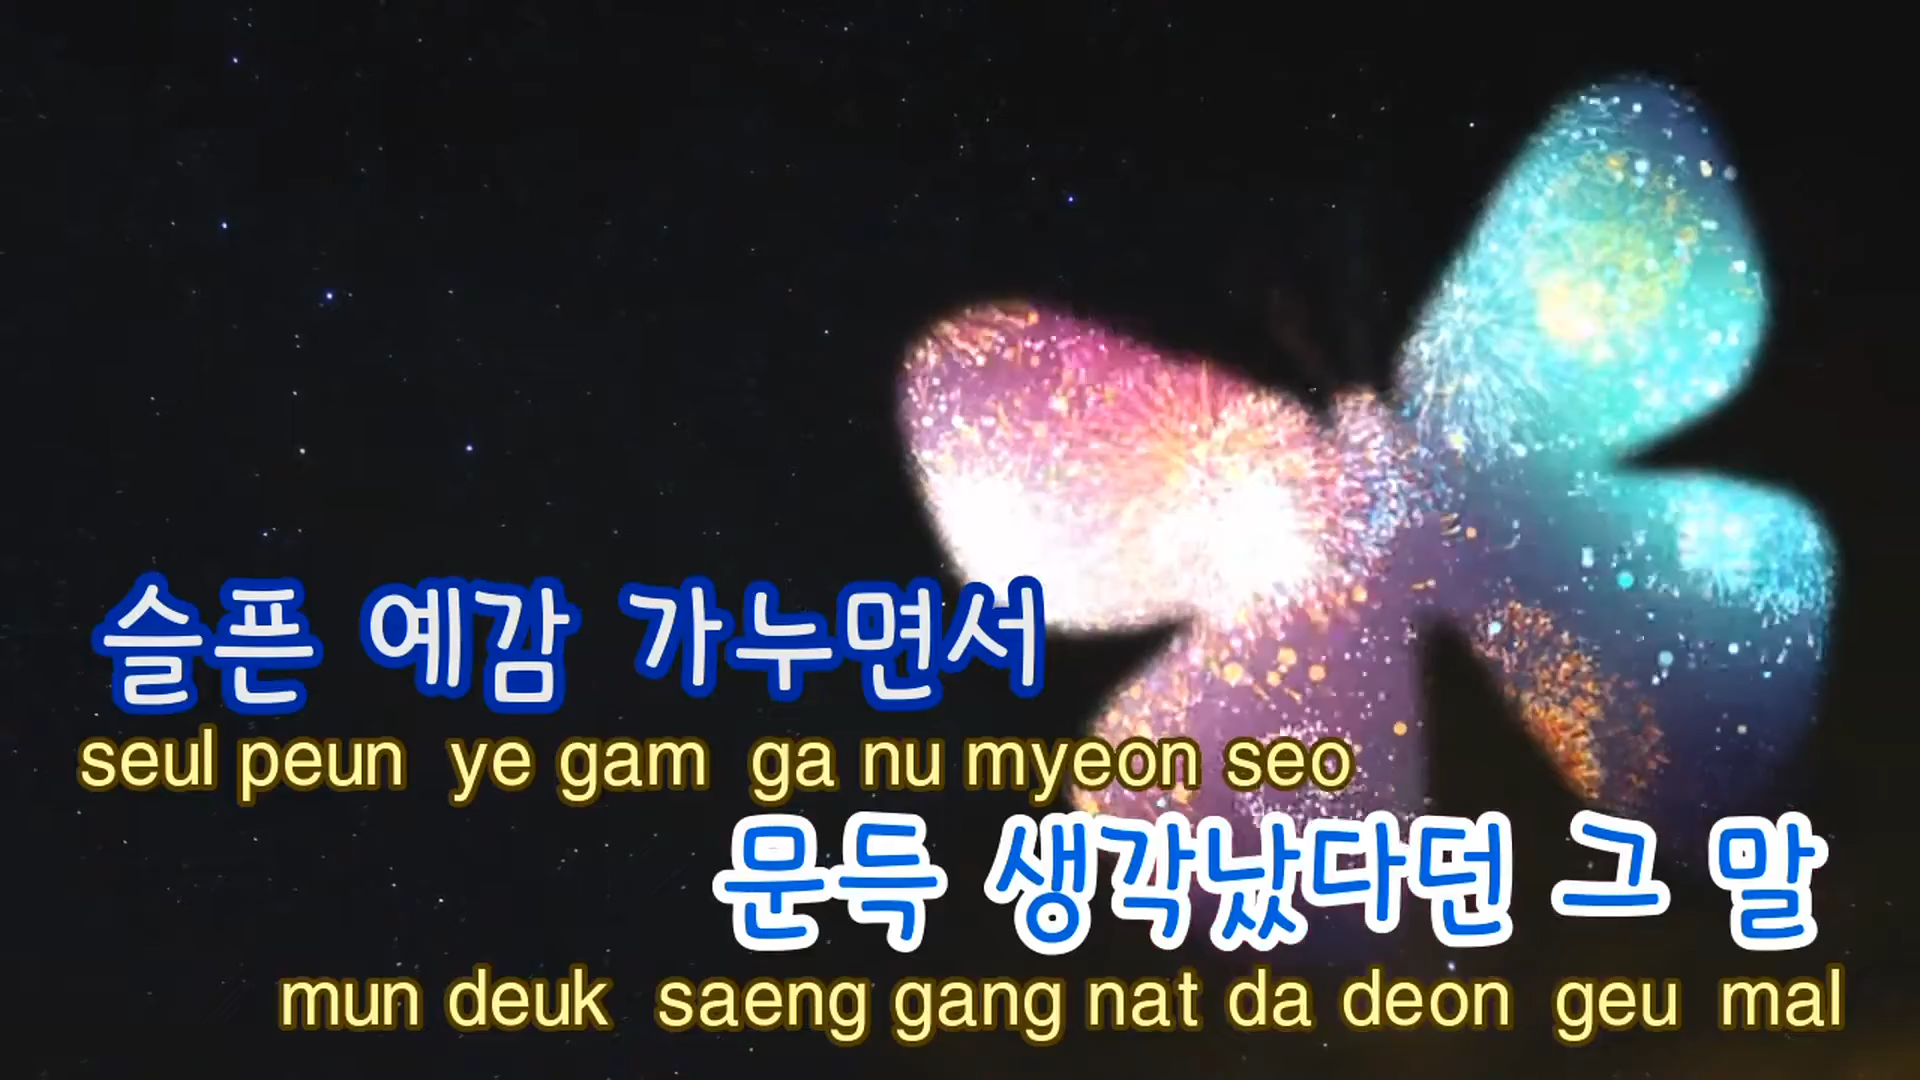 슬픈 예감 가누면서
seul peun ye gam ga nu myeon seo
문득 생각났다던 그 말
mun deuk saeng gang nat da deon geu mal